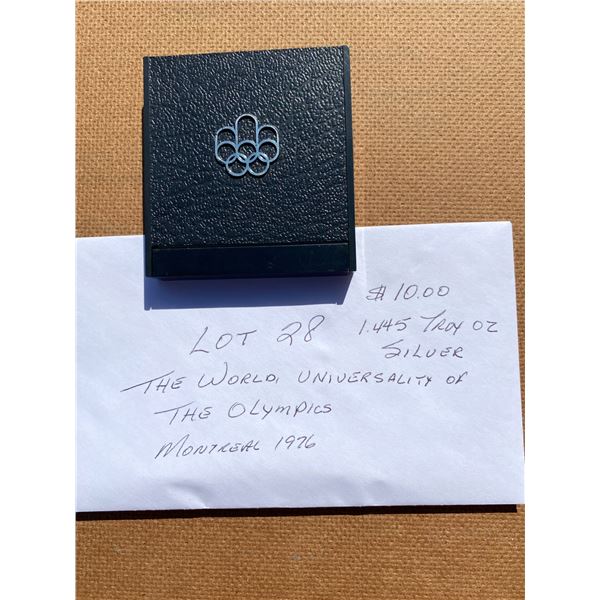 $10.00
LOT 28 1.445 TROY OZ
SILVER
THE WORLD, UNIVERSALITY OF
THE OLYMPICS
MONTREAL 1976